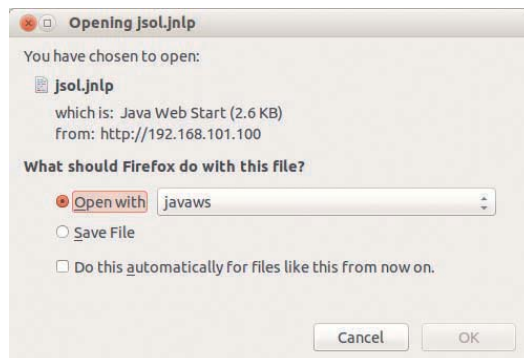 Opening jsol.jnlp
You have chosen to open:
jsol.jnlp
which is: Java Web Start (2.6 KB)
from: http://192.168.101.100
What should Firefox do with this file?
Open with javaws
Save File
Do this automatically for files like this from now on.
Cancel OK